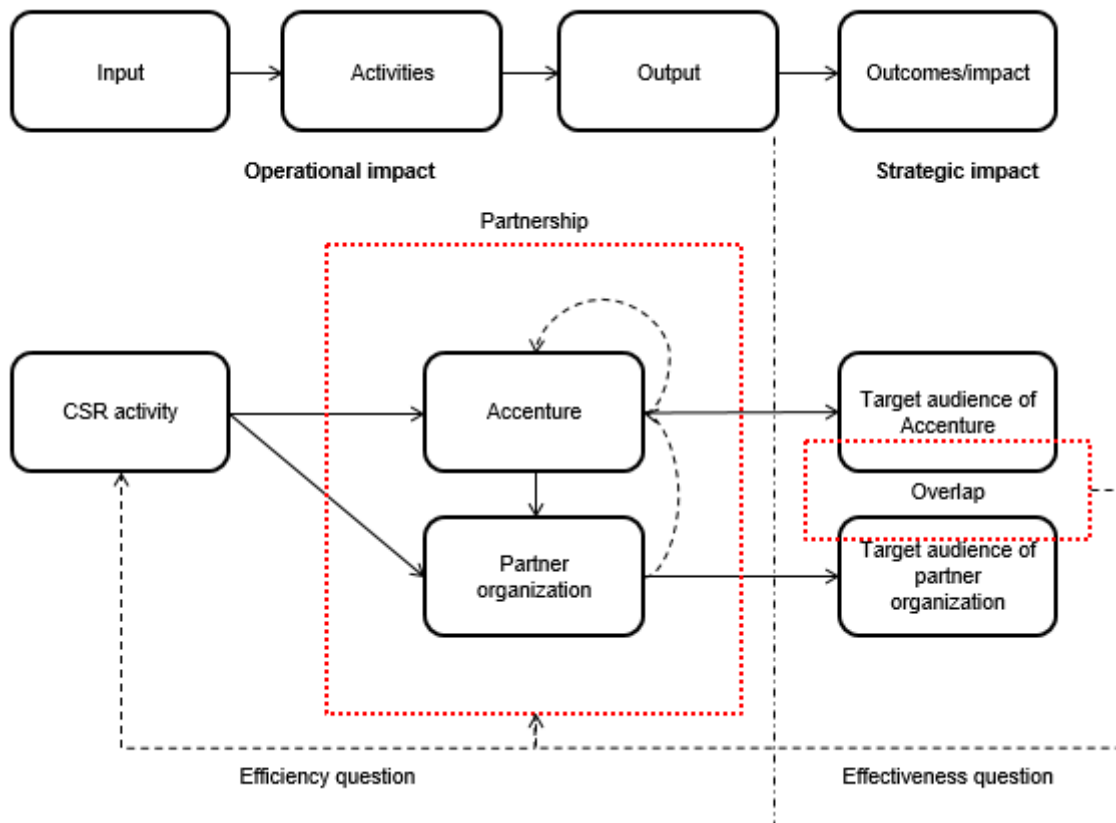 Input
Activities
Output
Outcomes/impact
Operational impact
Strategic impact
Partnership
CSR activity
Accenture
Target audience of
Accenture
Overlap
Partner
organization
Target audience of
partner
organization
Efficiency question
Effectiveness question